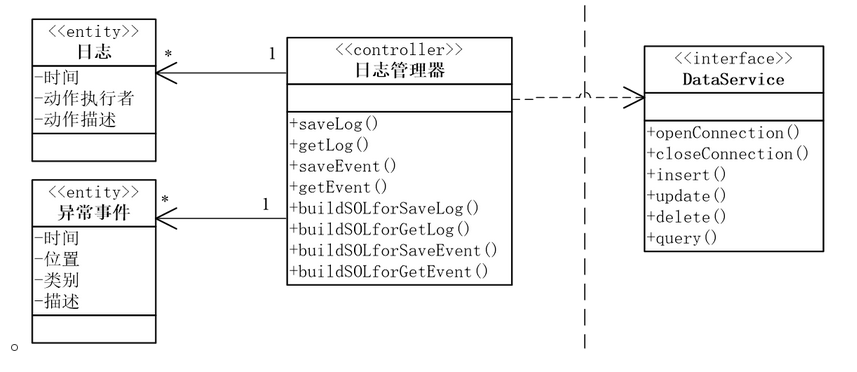 <<entity>>
日志
-时间
-动作执行者
-动作描述
*
1
<<entity>>
异常事件
-时间
-位置
-类别
-描述
*
1
<<controller>>
日志管理器
+saveLog()
+getLog()
+saveEvent()
+getEvent()
+buildSOLforSaveLog()
+buildSOLforGetLog()
+buildSOLforSaveEvent()
+buildSOLforGetEvent()
<<interface>>
DataService
+openConnection()
+closeConnection()
+insert()
+update()
+delete()
+query()
。